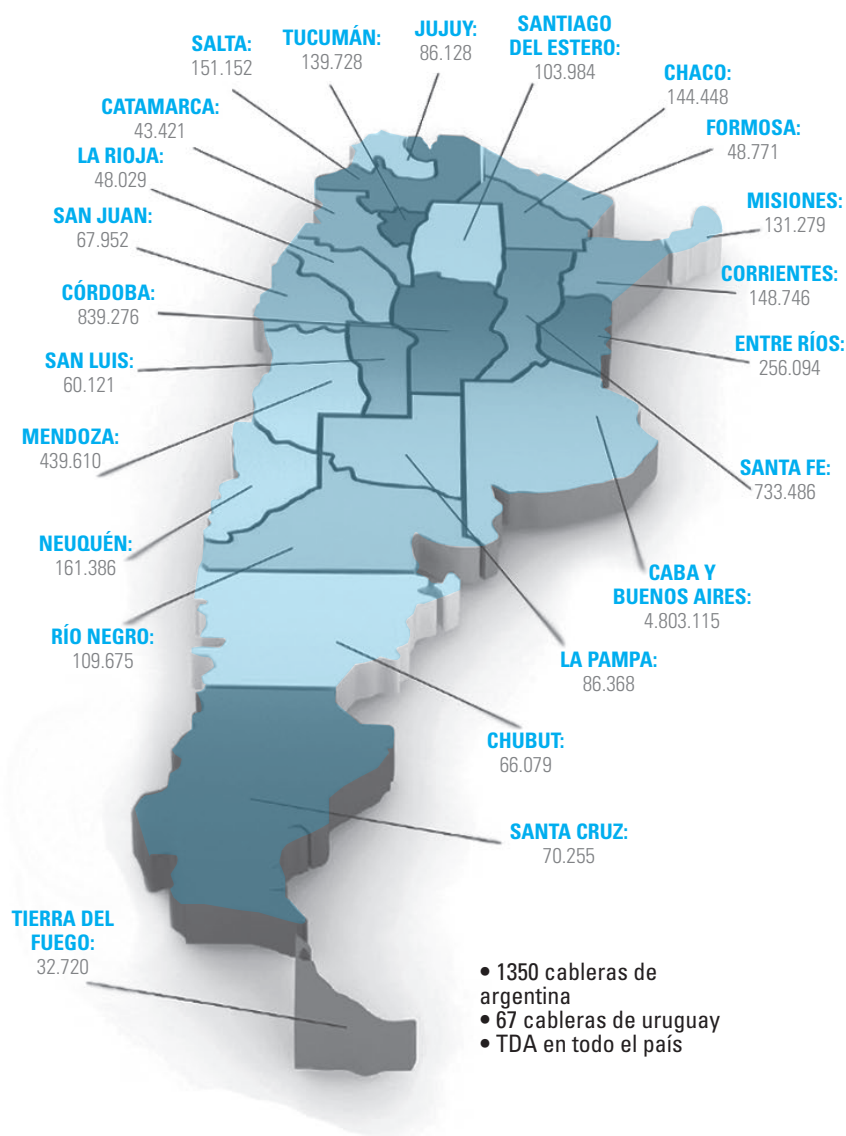 SALTA:
151.152
TUCUMÁN:
139.728
JUJUY:
86.128
SANTIAGO
DEL ESTERO:
103.984
CHACO:
144.448
CATAMARCA:
43.421
FORMOSA:
48.771
LA RIOJA:
48.029
MISIONES:
131.279
SAN JUAN:
67.952
CORRIENTES:
148.746
CÓRDOBA:
839.276
ENTRE RÍOS:
256.094
SAN LUIS:
60.121
MENDOZA:
439.610
SANTA FE:
733.486
NEUQUÉN:
161.386
CABA Y
BUENOS AIRES:
4.803.115
RÍO NEGRO:
109.675
LA PAMPA:
86.368
CHUBUT:
66.079
SANTA CRUZ:
70.255
TIERRA DEL
FUEGO:
32.720
• 1350 cableras de
argentina
• 67 cableras de uruguay
• TDA en todo el país